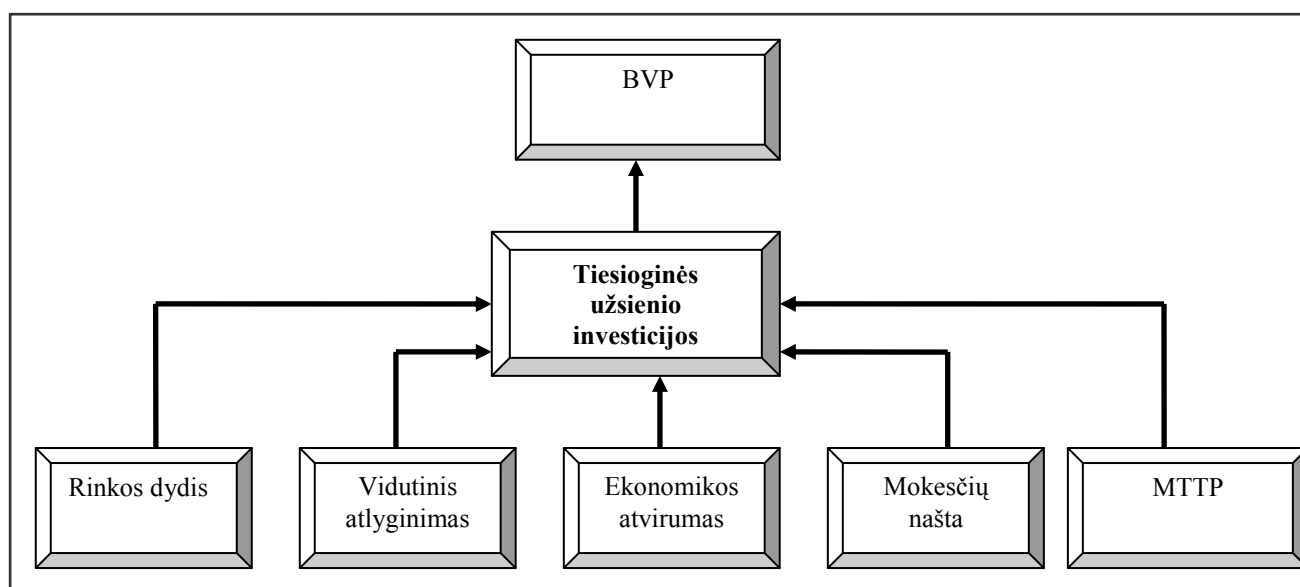 BVP
Tiesioginės
užsienio
investicijos
Rinkos dydis
Vidutinis
atlyginimas
Ekonomikos
atvirumas
Mokesčių
našta
MTTP